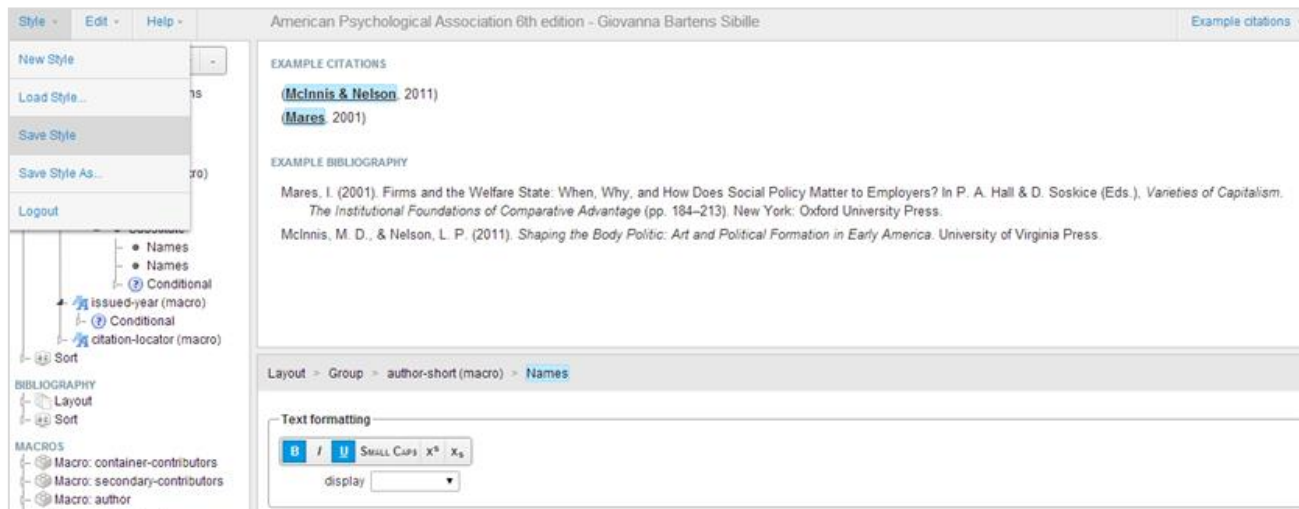 Style Edit Help American Psychological Association 6th edition - Giovanna Bartens Sibille Example citations
New Style
Load Style...
Save Style
Save Style As...
Logout
ns
ro)
Names
Names
Conditional
issued-year (macro)
Conditional
citation-locator (macro)
Sort
BIBLIOGRAPHY
Layout
Sort
MACROS
Macro: container-contributors
Macro: secondary-contributors
Macro: author
EXAMPLE CITATIONS
(McInnis & Nelson, 2011)
(Mares, 2001)
EXAMPLE BIBLIOGRAPHY
Mares, I. (2001). Firms and the Welfare State: When, Why, and How Does Social Policy Matter to Employers? In P. A. Hall & D. Soskice (Eds.), Varieties of Capitalism.
The Institutional Foundations of Comparative Advantage (pp. 184–213). New York: Oxford University Press.
McInnis, M. D., & Nelson, L. P. (2011). Shaping the Body Politic: Art and Political Formation in Early America. University of Virginia Press.
Layout > Group > author-short (macro) > Names
Text formatting
B I U SMALL CAPS Xs Xs
display